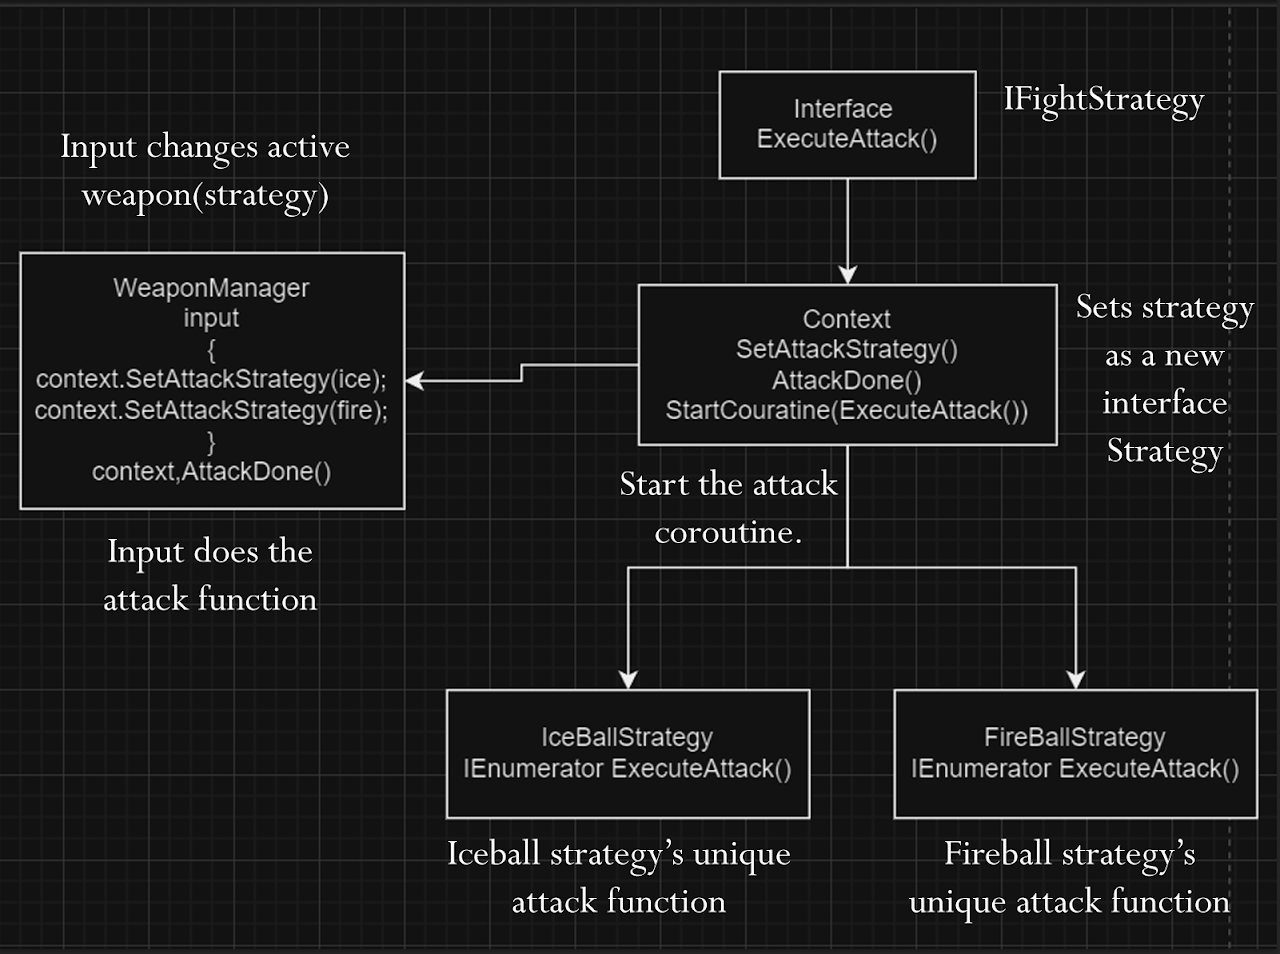 Interface
ExecuteAttack()
IFightStrategy
Input changes active
weapon(strategy)
WeaponManager
input
{
context.SetAttackStrategy(ice);
context.SetAttackStrategy(fire);
}
context,AttackDone()
Input does the
attack function
Context
SetAttackStrategy()
AttackDone()
StartCouratine(ExecuteAttack())
Sets strategy
as a new
interface
Strategy
Start the attack
coroutine.
IceBallStrategy
IEnumerator ExecuteAttack()
Iceball strategy’s unique
attack function
FireBallStrategy
IEnumerator ExecuteAttack()
Fireball strategy’s
unique attack function